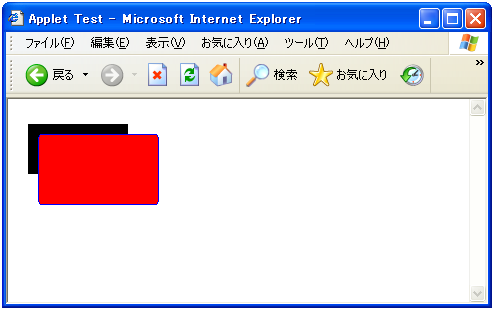 Applet Test - Microsoft Internet Explorer
ファイル(F) 編集(E) 表示(V) お気に入り(A) ツール(T) ヘルプ(H)
戻る 検索 お気に入り »